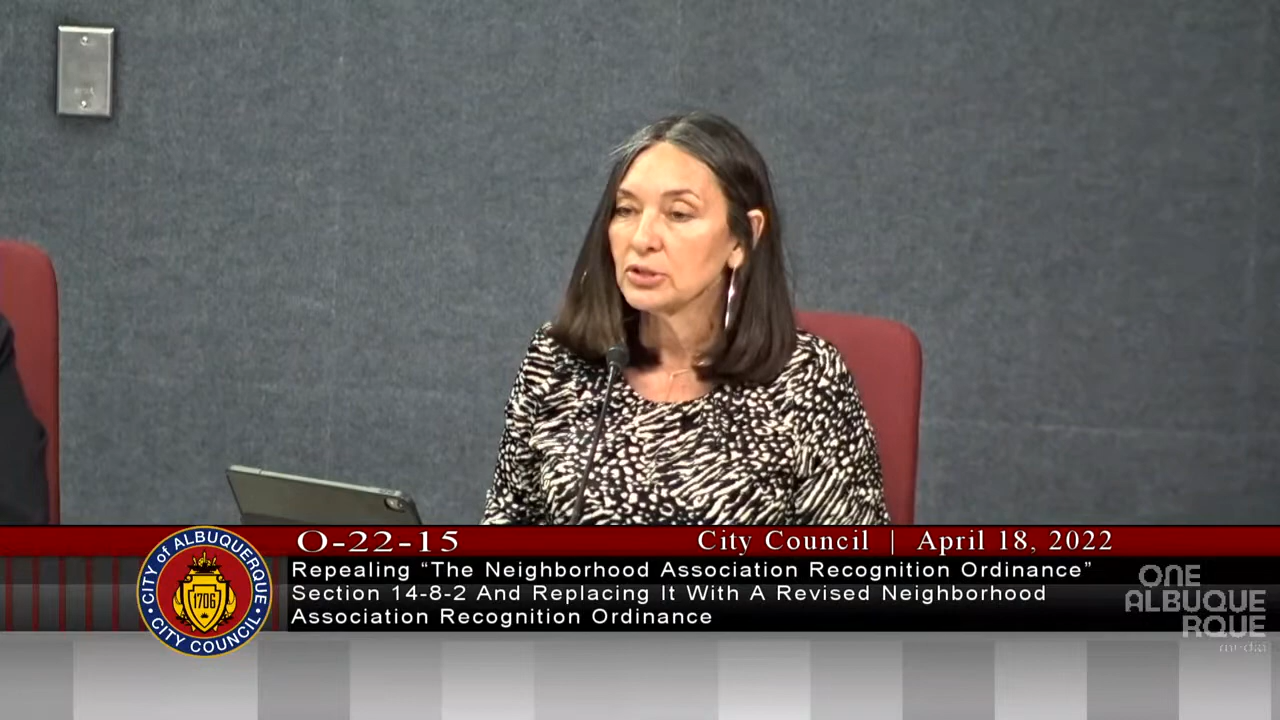 O-22-15
City Council | April 18, 2022
Repealing “The Neighborhood Association Recognition Ordinance”
Section 14-8-2 And Replacing It With A Revised Neighborhood
Association Recognition Ordinance
CITY of ALBUQUERQUE
1706
CITY COUNCIL
ONE
ALBUQUE
RQUE
media